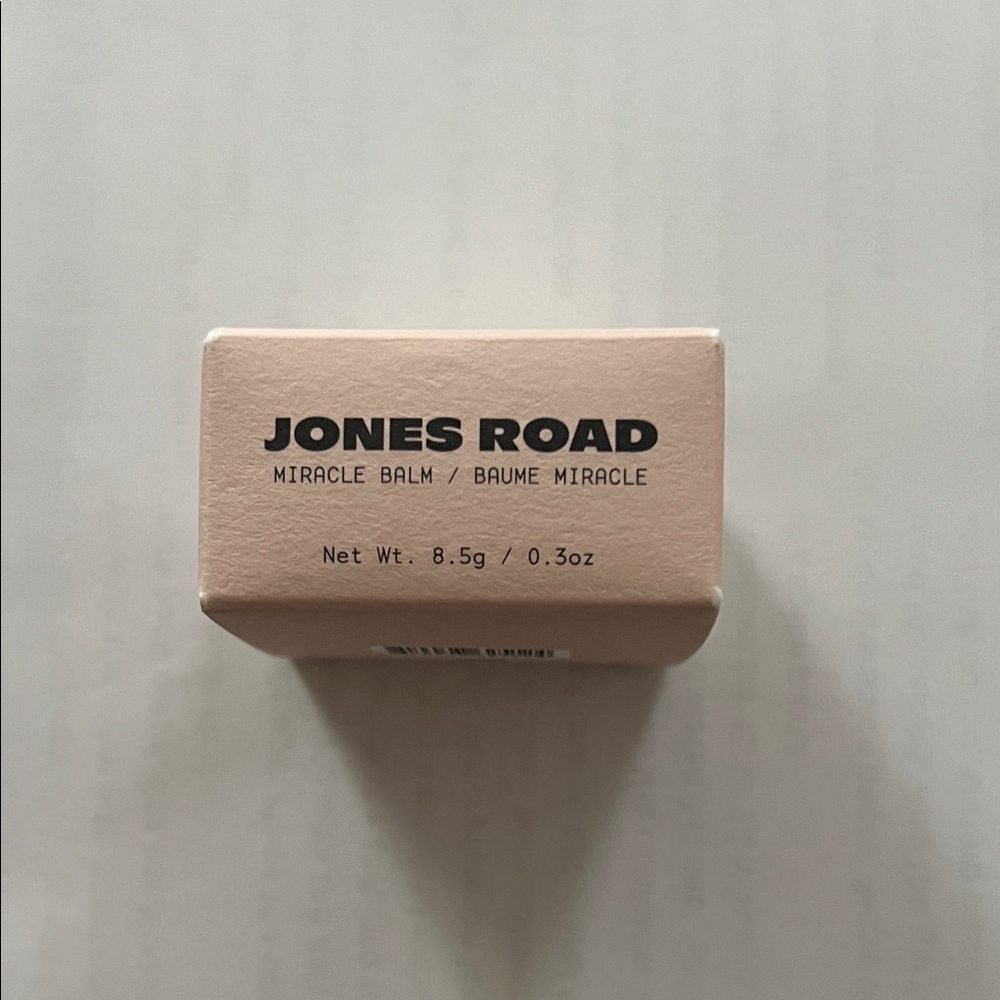 JONES ROAD
MIRACLE BALM / BAUME MIRACLE
Net Wt. 8.5g / 0.3oz